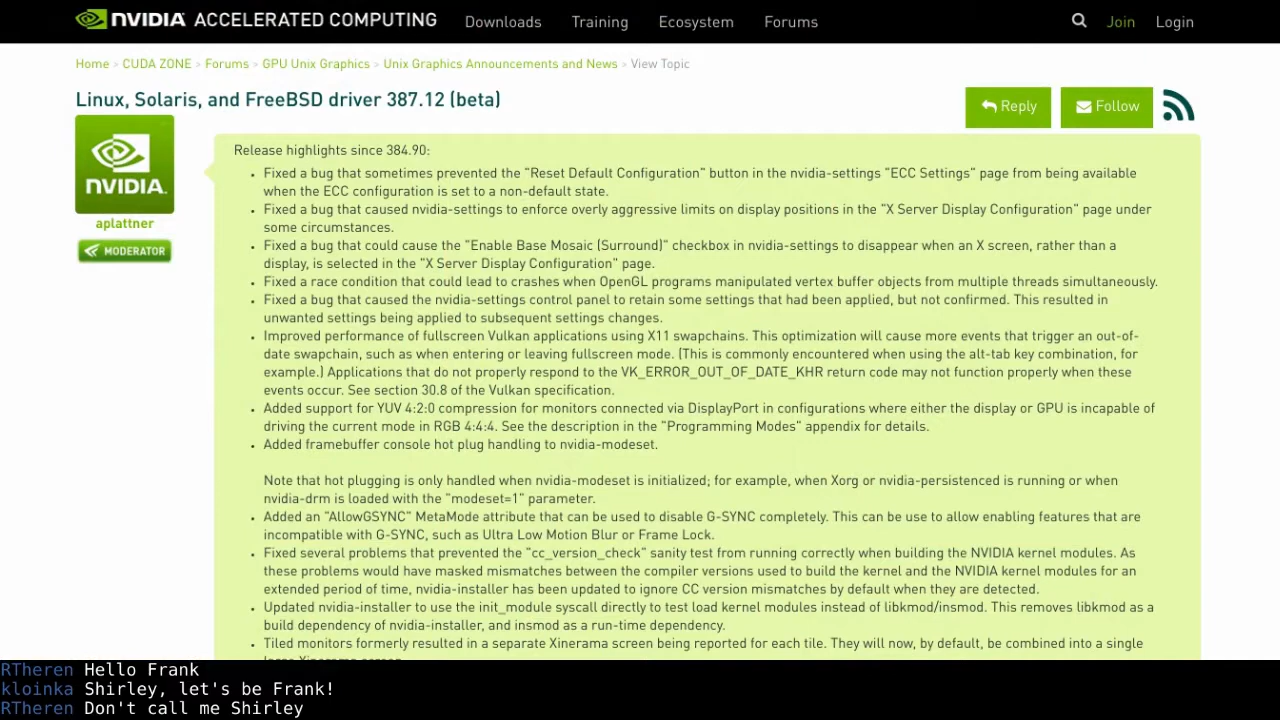 NVIDIA ACCELERATED COMPUTING Downloads Training Ecosystem Forums Join Login
Home > CUDA ZONE > Forums > GPU Unix Graphics > Unix Graphics Announcements and News > View Topic
Linux, Solaris, and FreeBSD driver 387.12 (beta)
Reply Follow
NVIDIA.
aplattner
MODERATOR
Release highlights since 384.90:
• Fixed a bug that sometimes prevented the "Reset Default Configuration" button in the nvidia-settings "ECC Settings" page from being available
when the ECC configuration is set to a non-default state.
• Fixed a bug that caused nvidia-settings to enforce overly aggressive limits on display positions in the "X Server Display Configuration" page under
some circumstances.
• Fixed a bug that could cause the "Enable Base Mosaic (Surround)" checkbox in nvidia-settings to disappear when an X screen, rather than a
display, is selected in the "X Server Display Configuration" page.
• Fixed a race condition that could lead to crashes when OpenGL programs manipulated vertex buffer objects from multiple threads simultaneously.
• Fixed a bug that caused the nvidia-settings control panel to retain some settings that had been applied, but not confirmed. This resulted in
unwanted settings being applied to subsequent settings changes.
• Improved performance of fullscreen Vulkan applications using X11 swapchains. This optimization will cause more events that trigger an out-of-
date swapchain, such as when entering or leaving fullscreen mode. (This is commonly encountered when using the alt-tab key combination, for
example.) Applications that do not properly respond to the VK_ERROR_OUT_OF_DATE_KHR return code may not function properly when these
events occur. See section 30.8 of the Vulkan specification.
• Added support for YUV 4:2:0 compression for monitors connected via DisplayPort in configurations where either the display or GPU is incapable of
driving the current mode in RGB 4:4:4. See the description in the "Programming Modes" appendix for details.
• Added framebuffer console hot plug handling to nvidia-modeset.
Note that hot plugging is only handled when nvidia-modeset is initialized; for example, when Xorg or nvidia-persistenced is running or when
nvidia-drm is loaded with the "modeset=1" parameter.
• Added an "AllowGSYNC" MetaMode attribute that can be used to disable G-SYNC completely. This can be use to allow enabling features that are
incompatible with G-SYNC, such as Ultra Low Motion Blur or Frame Lock.
• Fixed several problems that prevented the "cc_version_check" sanity test from running correctly when building the NVIDIA kernel modules. As
these problems would have masked mismatches between the compiler versions used to build the kernel and the NVIDIA kernel modules for an
extended period of time, nvidia-installer has been updated to ignore CC version mismatches by default when they are detected.
• Updated nvidia-installer to use the init_module syscall directly to test load kernel modules instead of libkmod/insmod. This removes libkmod as a
build dependency of nvidia-installer, and insmod as a run-time dependency.
• Tiled monitors formerly resulted in a separate Xinerama screen being reported for each tile. They will now, by default, be combined into a single
RTheren Hello Frank
kloinka Shirley, let's be Frank!
RTheren Don't call me Shirley